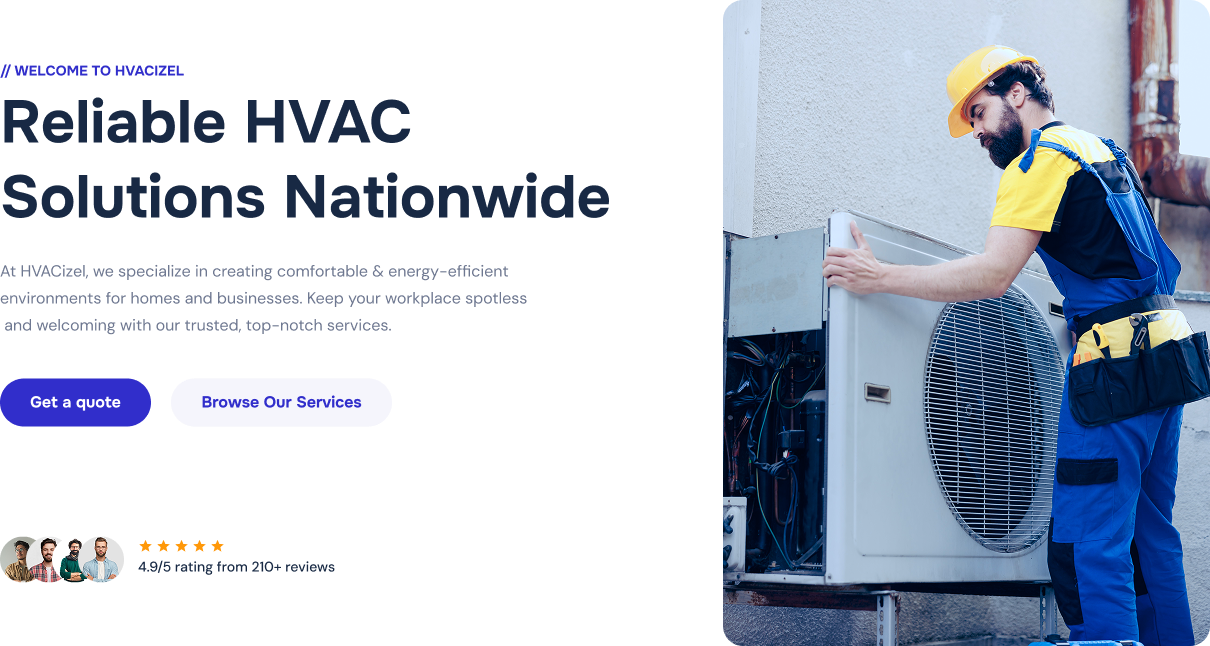 // WELCOME TO HVACIZEL
Reliable HVAC
Solutions Nationwide
At HVACizel, we specialize in creating comfortable & energy-efficient
environments for homes and businesses. Keep your workplace spotless
and welcoming with our trusted, top-notch services.
Get a quote
Browse Our Services
4.9/5 rating from 210+ reviews